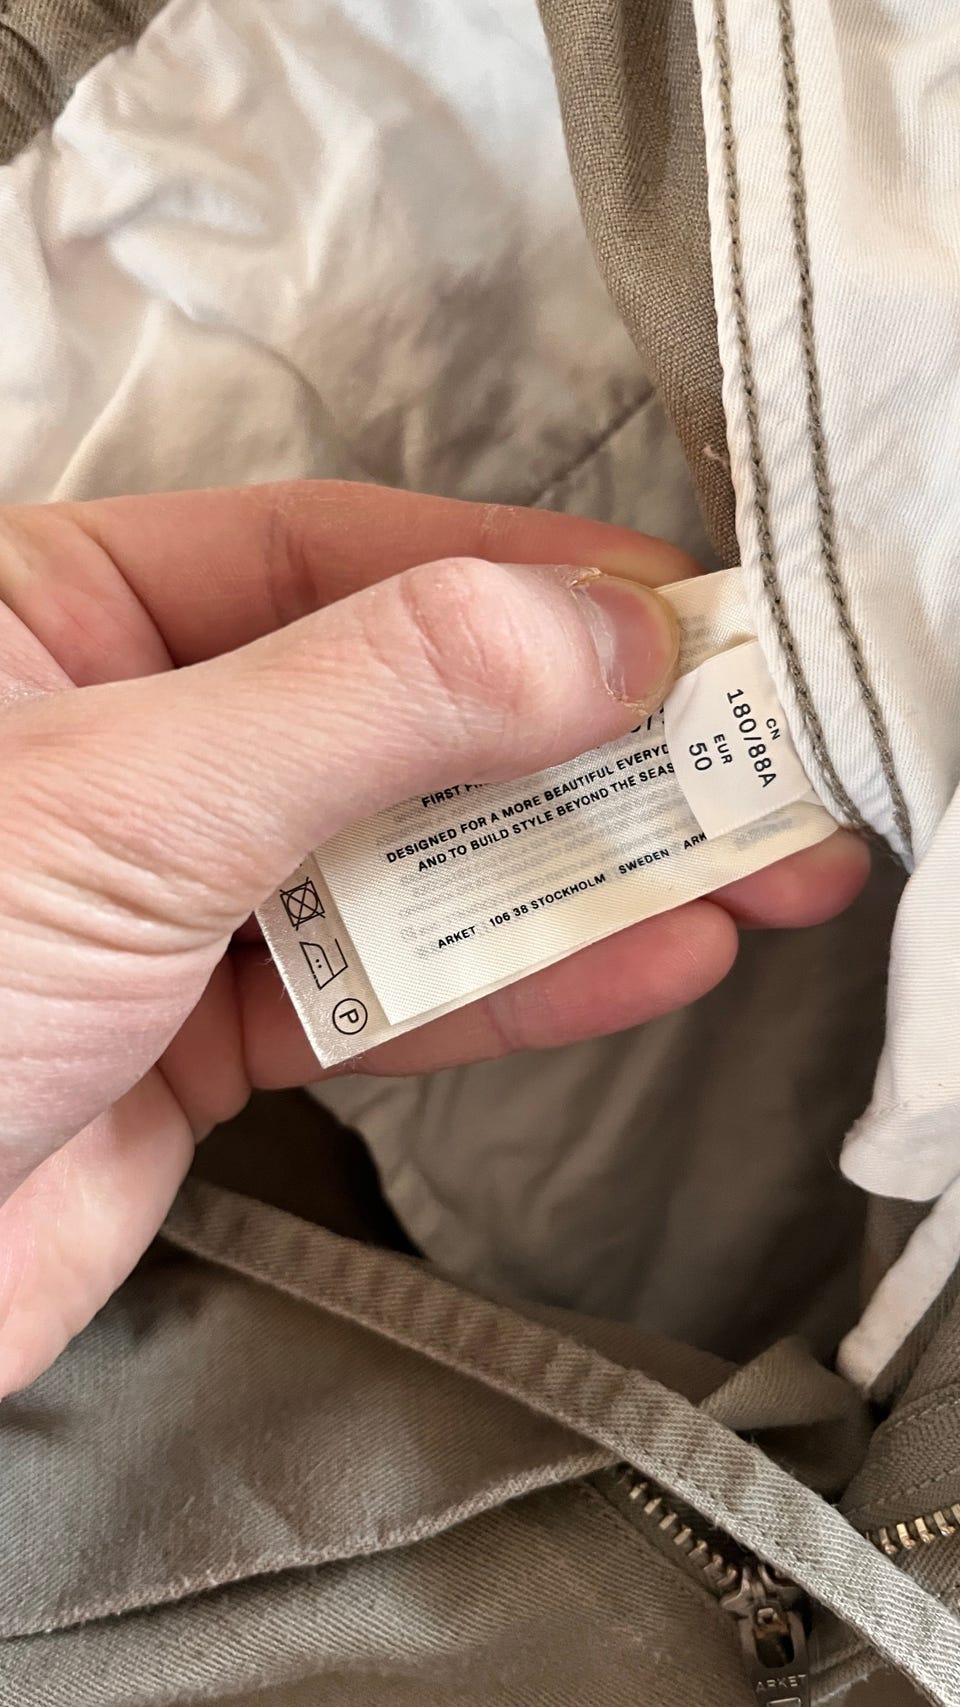 CN
180/88A
EUR
50
FIRST
DESIGNED FOR A MORE BEAUTIFUL EVERYD
AND TO BUILD STYLE BEYOND THE SEAS
ARKET 106 38 STOCKHOLM SWEDEN ARK
P
ARKET